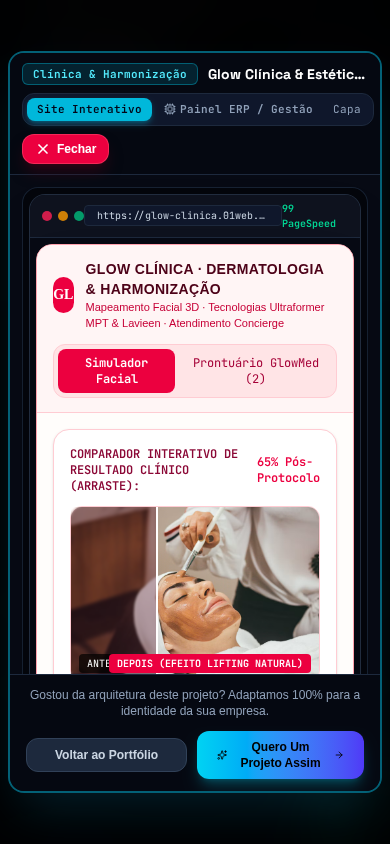 Clínica & Harmonização
Glow Clínica & Estétic…
Site Interativo
Painel ERP / Gestão
Capa
Fechar
https://glow-clinica.01web.…
99
PageSpeed
GL
GLOW CLÍNICA · DERMATOLOGIA
& HARMONIZAÇÃO
Mapeamento Facial 3D · Tecnologias Ultraformer
MPT & Lavieen · Atendimento Concierge
Simulador
Facial
Prontuário GlowMed
(2)
COMPARADOR INTERATIVO DE
RESULTADO CLÍNICO
(ARRASTE):
65% Pós-
Protocolo
ANTE
DEPOIS (EFEITO LIFTING NATURAL)
Gostou da arquitetura deste projeto? Adaptamos 100% para a
identidade da sua empresa.
Voltar ao Portfólio
Quero Um
Projeto Assim